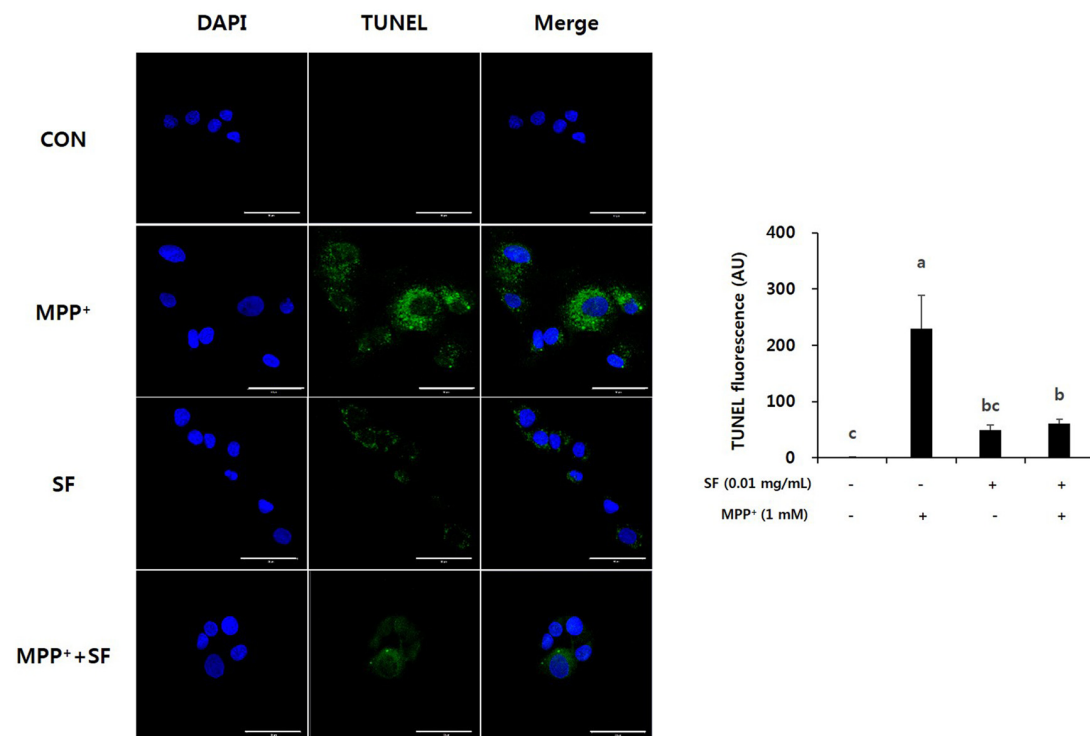 DAPI TUNEL Merge
CON
MPP⁺
SF
MPP⁺+SF
TUNEL fluorescence (AU)
400
300
200
100
0
c a bc b
SF (0.01 mg/mL) - - + +
MPP⁺ (1 mM) - + - +